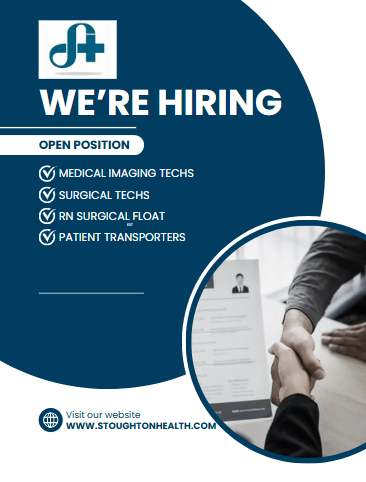 WE'RE HIRING
OPEN POSITION
MEDICAL IMAGING TECHS
SURGICAL TECHS
RN SURGICAL FLOAT
PATIENT TRANSPORTERS
Visit our website
WWW.STOUGHTONHEALTH.COM